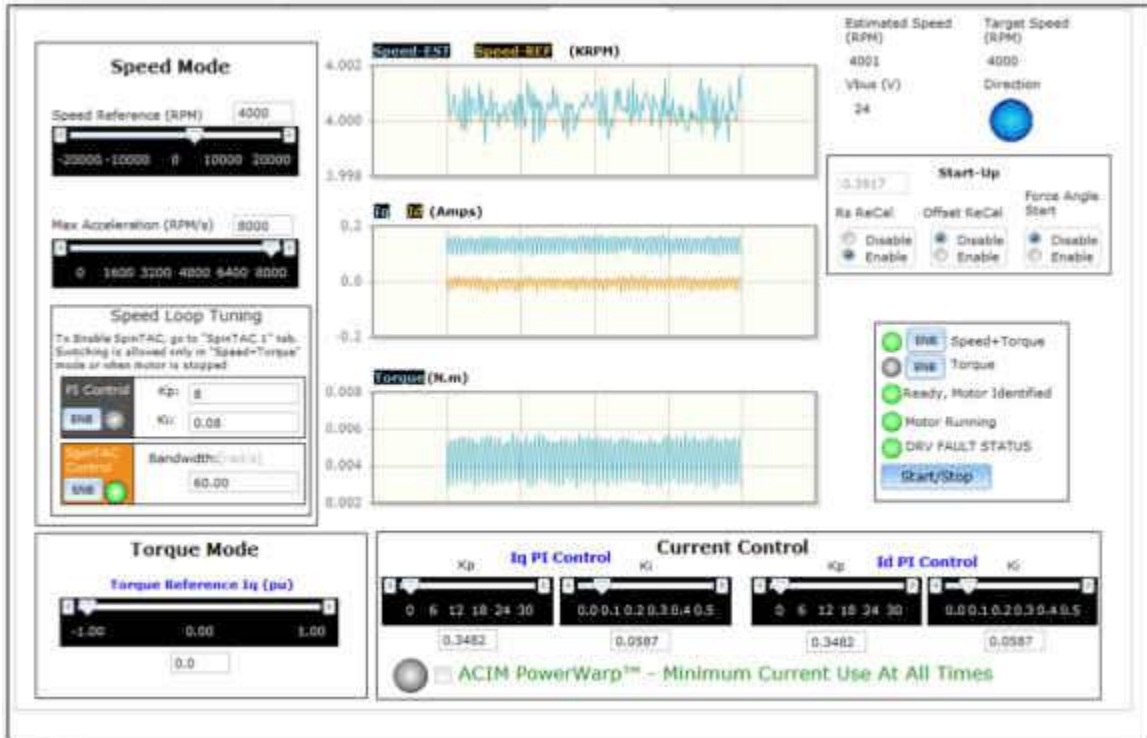 Speed Mode
Speed Reference (RPM) 4000
-20000 -10000 0 10000 20000
Max Acceleration (RPM/s) 8000
0 1600 3200 4800 6400 8000
Speed Loop Tuning
To Enable SpinTAC, go to "SpinTAC 1" tab.
Switching is allowed only in "Speed+Torque"
mode or when motor is stopped
PI Control
ENB
Kp: 8
Ki: 0.08
SpinTAC
Control
ENB
Bandwidth (rad/s)
60.00
Torque Mode
Torque Reference Iq (pu)
-1.00 0.00 1.00
0.0
Speed-EST Speed-REF (KRPM)
4.002
4.000
3.998
Iq Id (Amps)
0.2
0.0
-0.2
Torque (N.m)
0.008
0.006
0.004
0.002
Estimated Speed
(RPM)
4001
Target Speed
(RPM)
4000
Vbus (V)
24
Direction
Start-Up
0.3917
Rs ReCal
Disable
Enable
Offset ReCal
Disable
Enable
Force Angle
Start
Disable
Enable
ENB Speed+Torque
ENB Torque
Ready, Motor Identified
Motor Running
DRV FAULT STATUS
Start/Stop
Current Control
Iq PI Control
Kp
0 6 12 18 24 30
0.3482
Ki
0.0 0.1 0.2 0.3 0.4 0.5
0.0587
Id PI Control
Kp
0 6 12 18 24 30
0.3482
Ki
0.0 0.1 0.2 0.3 0.4 0.5
0.0587
ACIM PowerWarp™ - Minimum Current Use At All Times